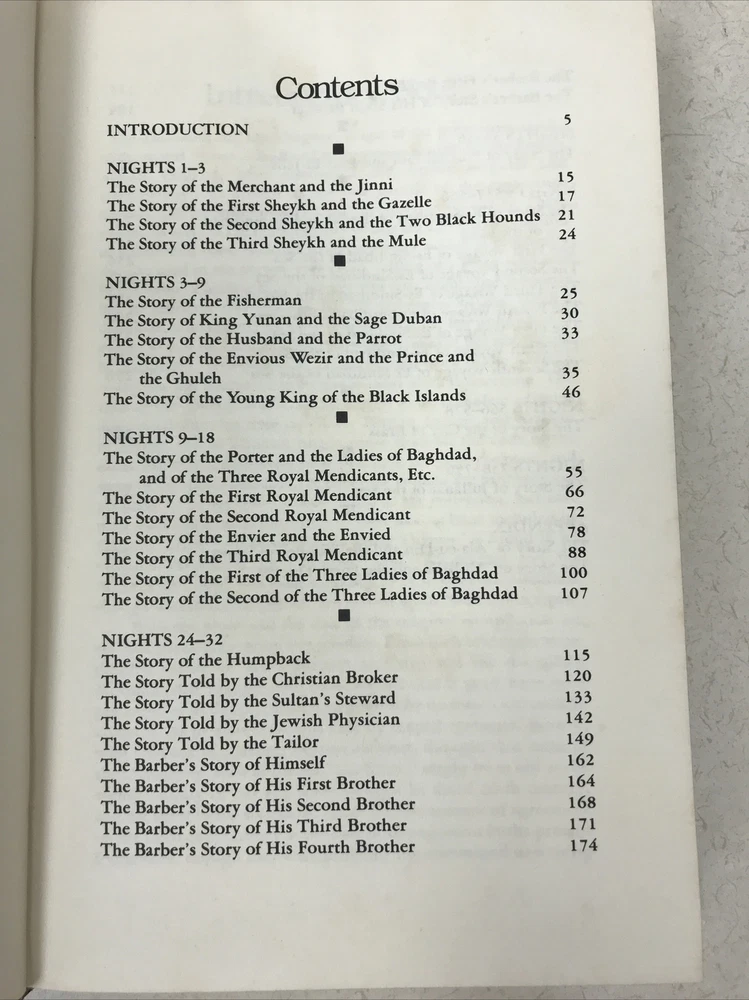 Contents
INTRODUCTION 5
NIGHTS 1–3
The Story of the Merchant and the Jinni 15
The Story of the First Sheykh and the Gazelle 17
The Story of the Second Sheykh and the Two Black Hounds 21
The Story of the Third Sheykh and the Mule 24
NIGHTS 3–9
The Story of the Fisherman 25
The Story of King Yunan and the Sage Duban 30
The Story of the Husband and the Parrot 33
The Story of the Envious Wezir and the Prince and
the Ghuleh 35
The Story of the Young King of the Black Islands 46
NIGHTS 9–18
The Story of the Porter and the Ladies of Baghdad,
and of the Three Royal Mendicants, Etc. 55
The Story of the First Royal Mendicant 66
The Story of the Second Royal Mendicant 72
The Story of the Envier and the Envied 78
The Story of the Third Royal Mendicant 88
The Story of the First of the Three Ladies of Baghdad 100
The Story of the Second of the Three Ladies of Baghdad 107
NIGHTS 24–32
The Story of the Humpback 115
The Story Told by the Christian Broker 120
The Story Told by the Sultan's Steward 133
The Story Told by the Jewish Physician 142
The Story Told by the Tailor 149
The Barber's Story of Himself 162
The Barber's Story of His First Brother 164
The Barber's Story of His Second Brother 168
The Barber's Story of His Third Brother 171
The Barber's Story of His Fourth Brother 174